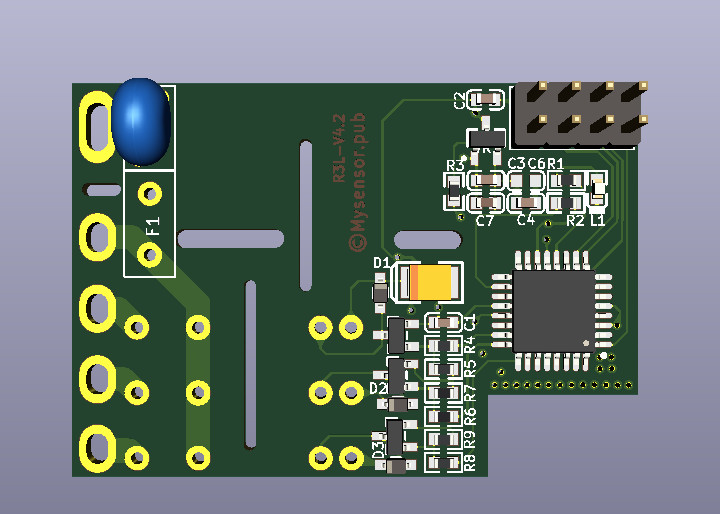 C2
R3L-V4.2
©Mysensor.pub
R3
C3
C6
R1
F1
C7
C4
R2
L1
D1
C1
R4
R5
D2
R7
R6
R9
D3
R8